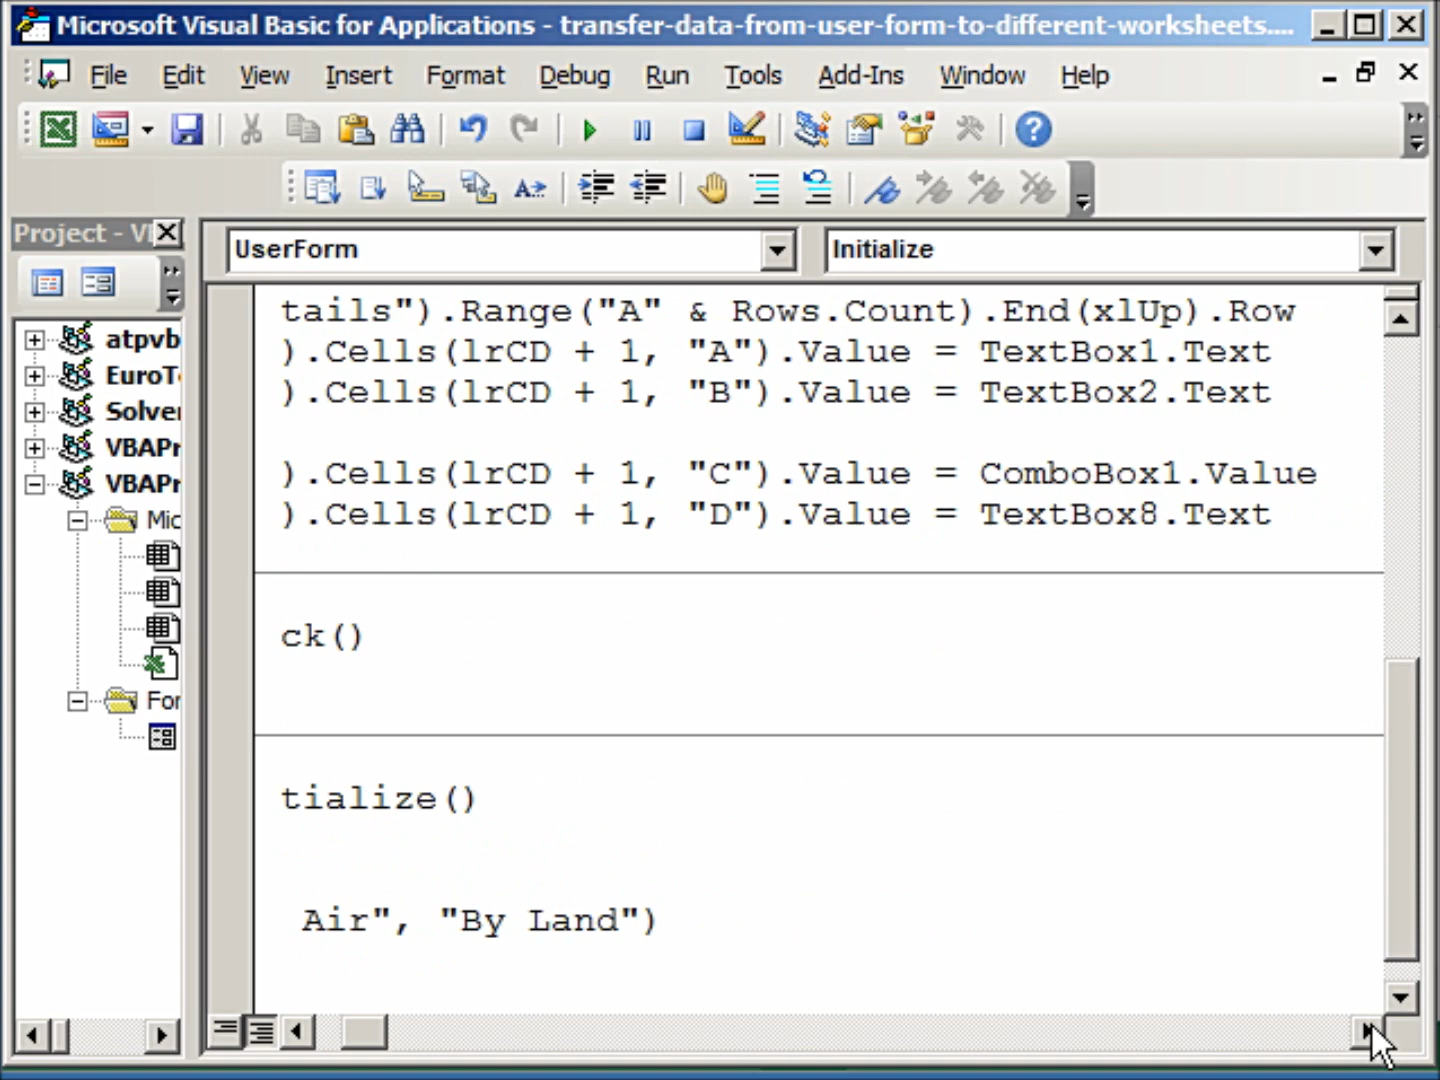 Microsoft Visual Basic for Applications - transfer-data-from-user-form-to-different-worksheets....
File Edit View Insert Format Debug Run Tools Add-Ins Window Help
Project - VB
UserForm Initialize
atpvb
EuroT
Solver
VBAPr
VBAPr
Mic
For
tails").Range("A" & Rows.Count).End(xlUp).Row
).Cells(lrCD + 1, "A").Value = TextBox1.Text
).Cells(lrCD + 1, "B").Value = TextBox2.Text
).Cells(lrCD + 1, "C").Value = ComboBox1.Value
).Cells(lrCD + 1, "D").Value = TextBox8.Text
ck()
tialize()
Air", "By Land")